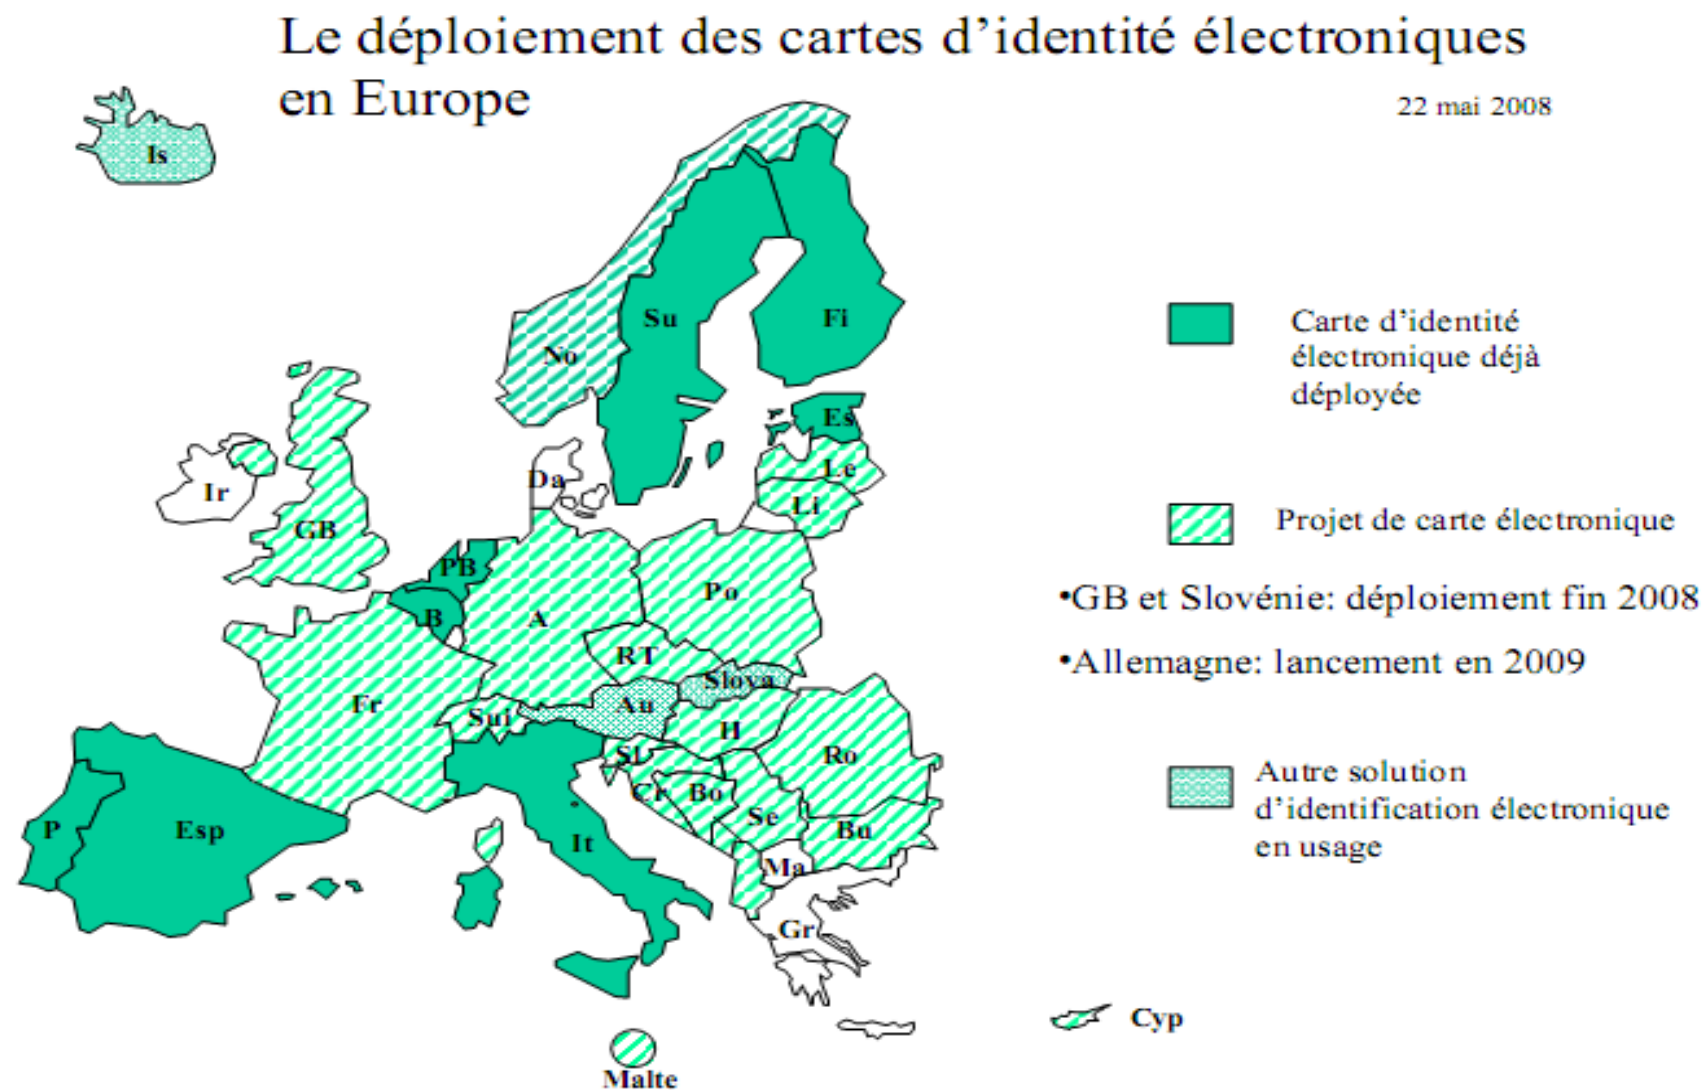 Le déploiement des cartes d’identité électroniques
en Europe
22 mai 2008
Is
Su
Fi
No
Es
Le
Li
Da
Ir
GB
PB
B
A
Po
RT
Slova
Au
Fr
Sui
H
Sl
Ro
Cr
Bo
Se
Bu
P
Esp
It
Ma
Gr
Cyp
Malte
Carte d’identité
électronique déjà
déployée
Projet de carte électronique
•GB et Slovénie: déploiement fin 2008
•Allemagne: lancement en 2009
Autre solution
d’identification électronique
en usage